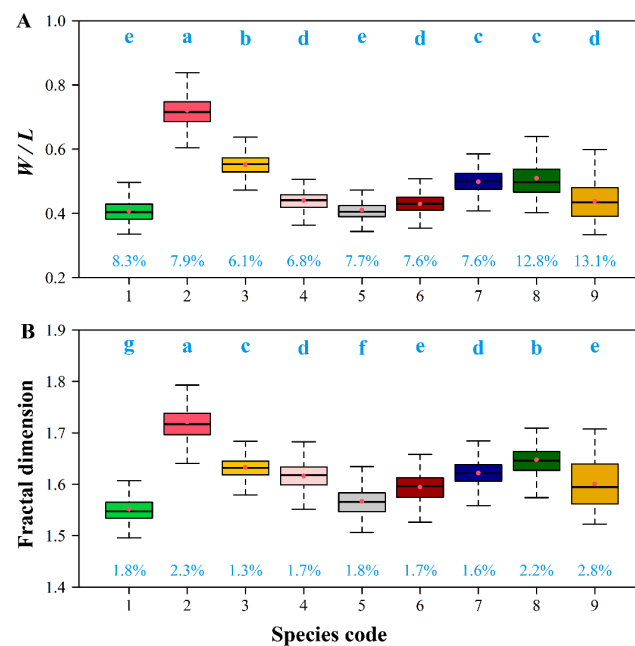 A
1.0
e a b d e d c c d
0.8
W / L
0.6
0.4
8.3% 7.9% 6.1% 6.8% 7.7% 7.6% 7.6% 12.8% 13.1%
0.2
1 2 3 4 5 6 7 8 9
B
1.9
g a c d f e d b e
1.8
Fractal dimension
1.7
1.6
1.5
1.8% 2.3% 1.3% 1.7% 1.8% 1.7% 1.6% 2.2% 2.8%
1.4
1 2 3 4 5 6 7 8 9
Species code